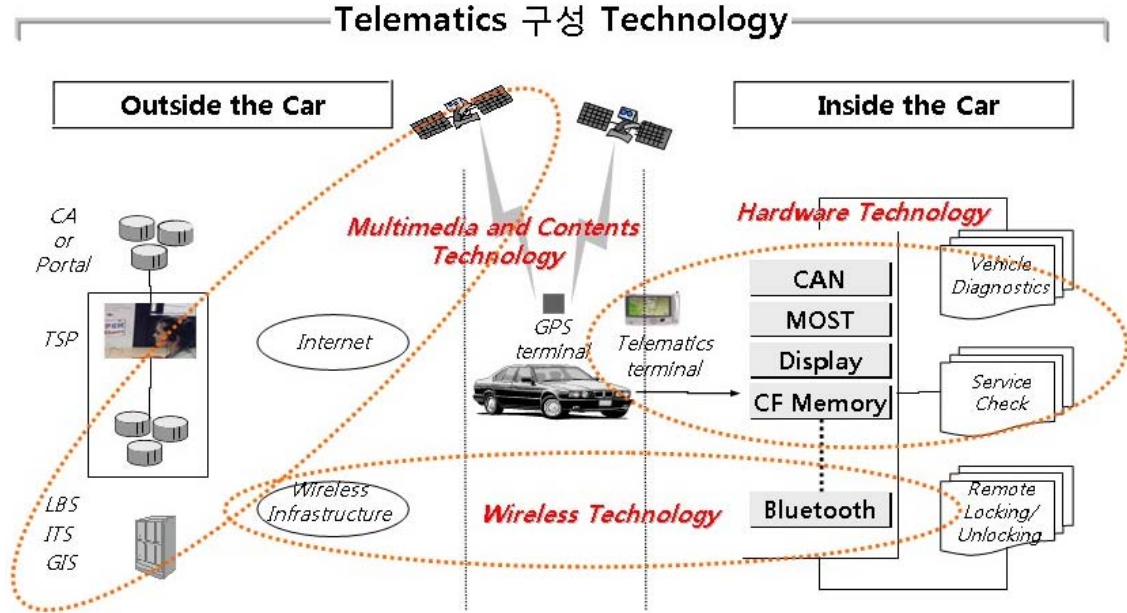 Telematics 구성 Technology
Outside the Car
Inside the Car
CA
or
Portal
TSP
LBS
ITS
GIS
Internet
Wireless
Infrastructure
Multimedia and Contents
Technology
GPS
terminal
Telematics
terminal
Wireless Technology
Hardware Technology
CAN
MOST
Display
CF Memory
Bluetooth
Vehicle
Diagnostics
Service
Check
Remote
Locking/
Unlocking